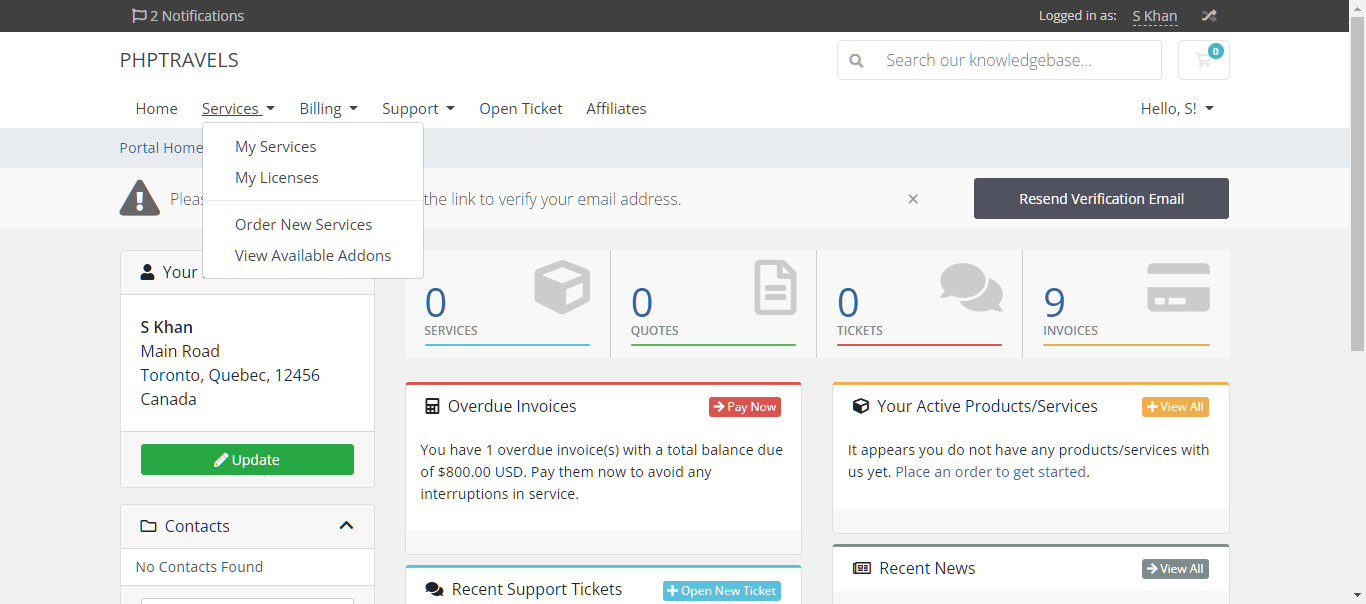 2 Notifications
Logged in as: S Khan
PHPTRAVELS
Search our knowledgebase...
0
Home Services Billing Support Open Ticket Affiliates Hello, S!
Portal Home
My Services
My Licenses
Order New Services
View Available Addons
the link to verify your email address.
×
Resend Verification Email
Your
S Khan
Main Road
Toronto, Quebec, 12456
Canada
Update
Contacts
No Contacts Found
0
SERVICES
0
QUOTES
0
TICKETS
9
INVOICES
Overdue Invoices
Pay Now
You have 1 overdue invoice(s) with a total balance due
of $800.00 USD. Pay them now to avoid any
interruptions in service.
Your Active Products/Services
View All
It appears you do not have any products/services with
us yet. Place an order to get started.
Recent Support Tickets
Open New Ticket
Recent News
View All